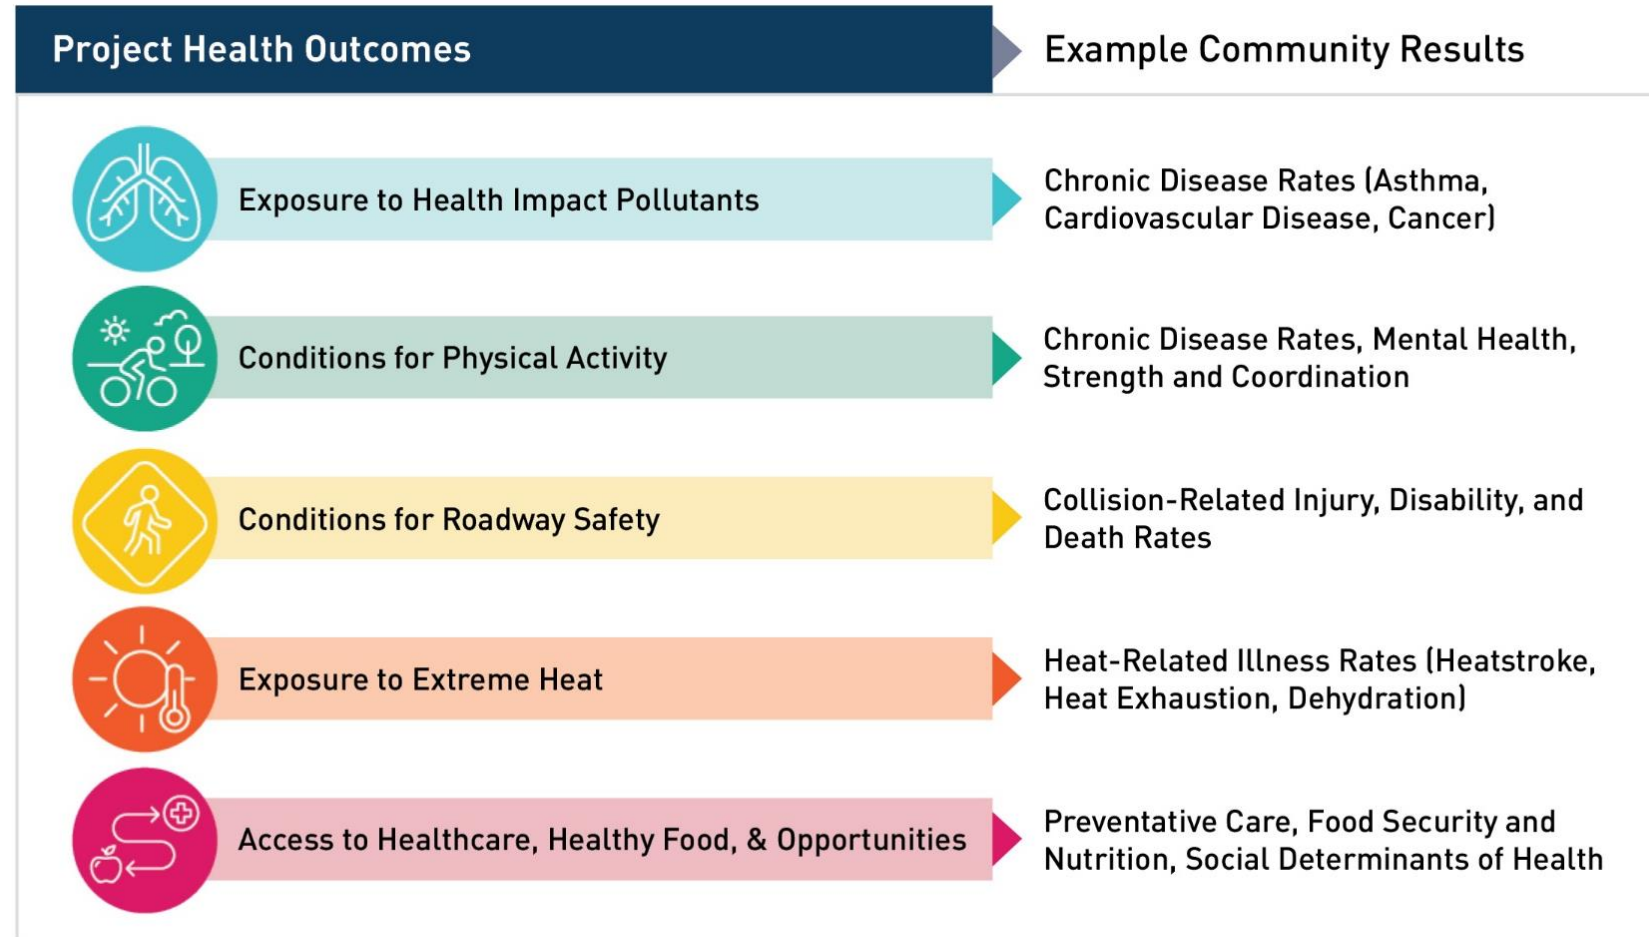 Project Health Outcomes
Example Community Results
Exposure to Health Impact Pollutants
Chronic Disease Rates (Asthma,
Cardiovascular Disease, Cancer)
Conditions for Physical Activity
Chronic Disease Rates, Mental Health,
Strength and Coordination
Conditions for Roadway Safety
Collision-Related Injury, Disability, and
Death Rates
Exposure to Extreme Heat
Heat-Related Illness Rates (Heatstroke,
Heat Exhaustion, Dehydration)
Access to Healthcare, Healthy Food, & Opportunities
Preventative Care, Food Security and
Nutrition, Social Determinants of Health